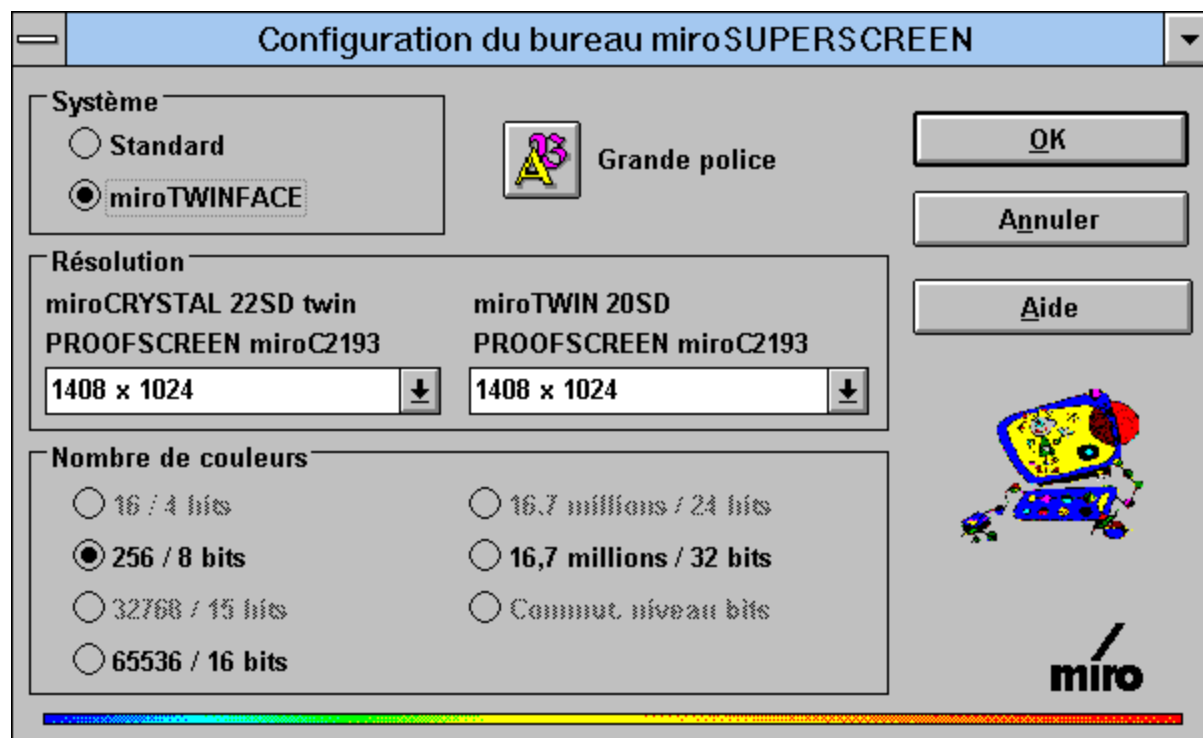 Configuration du bureau miroSUPERSCREEN
Système
Standard
miroTWINFACE
Grande police
OK
Annuler
Aide
Résolution
miroCRYSTAL 22SD twin
PROOFSCREEN miroC2193
1408 x 1024
miroTWIN 20SD
PROOFSCREEN miroC2193
1408 x 1024
Nombre de couleurs
16 / 4 bits
256 / 8 bits
32768 / 15 bits
65536 / 16 bits
16.7 millions / 24 bits
16,7 millions / 32 bits
Commut. niveau bits
miro